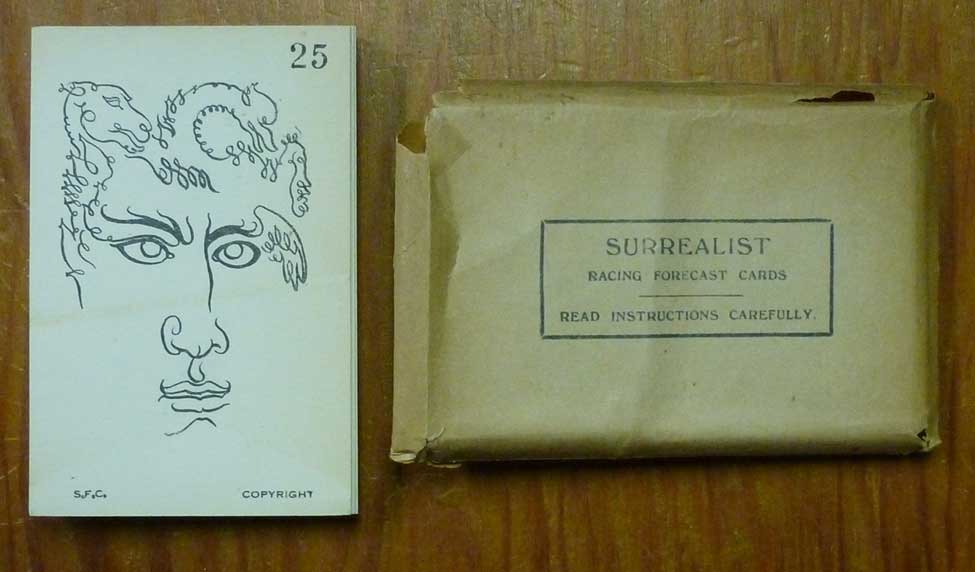 25
S.F.C. COPYRIGHT
SURREALIST
RACING FORECAST CARDS
READ INSTRUCTIONS CAREFULLY.